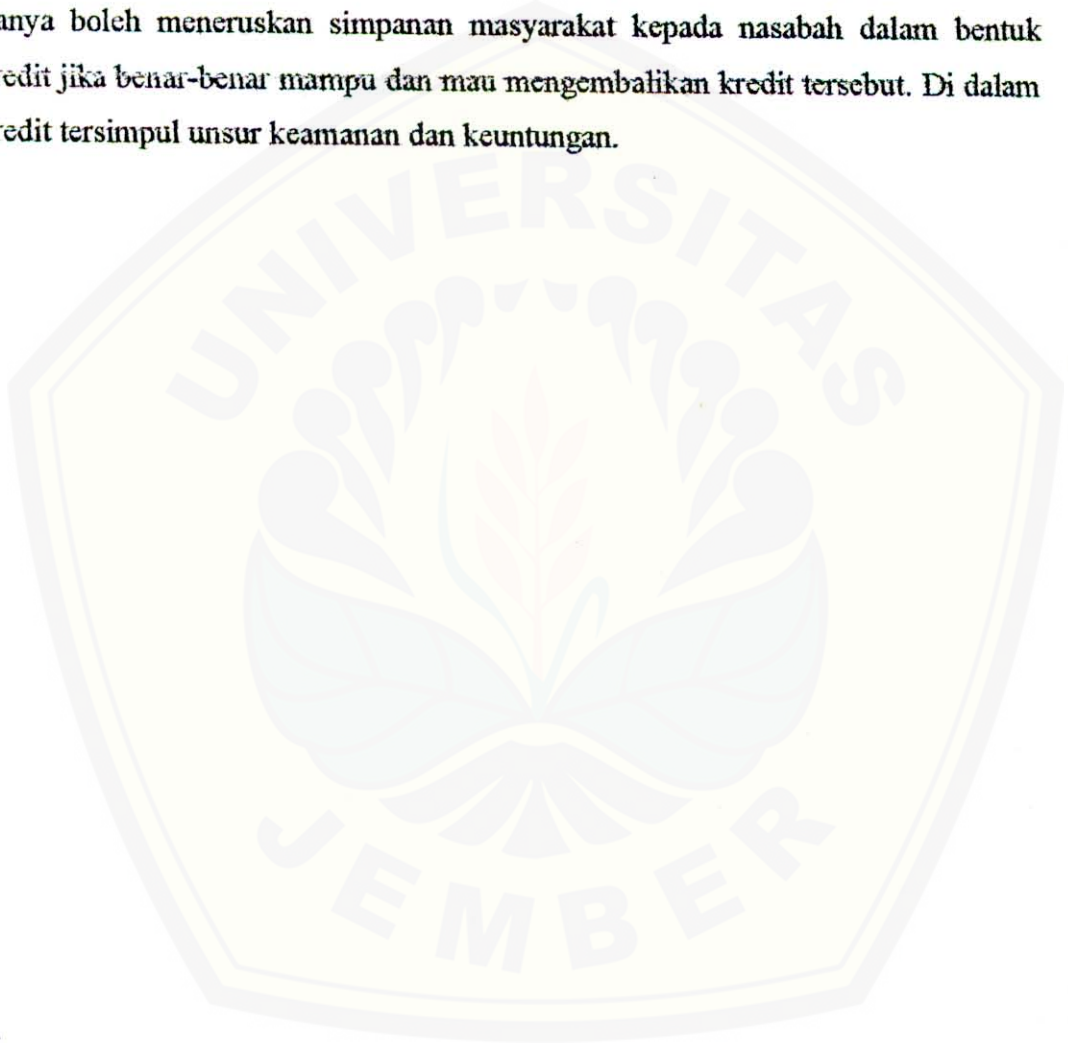 anya boleh meneruskan simpanan masyarakat kepada nasabah dalam bentuk
redit jika benar-benar mampu dan mau mengembalikan kredit tersebut. Di dalam
redit tersimpul unsur keamanan dan keuntungan.
UNIVERSITAS
JEMBER